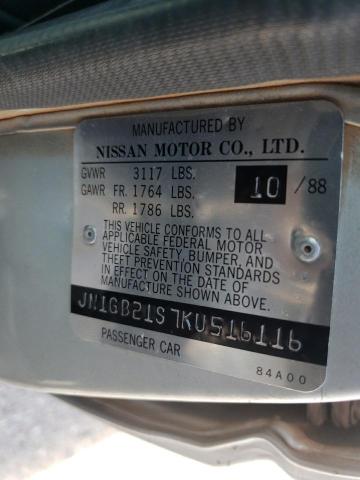 MANUFACTURED BY
NISSAN MOTOR CO., LTD.
GVWR 3117 LBS.
GAWR FR. 1764 LBS. 10/88
RR. 1786 LBS.
THIS VEHICLE CONFORMS TO ALL
APPLICABLE FEDERAL MOTOR
VEHICLE SAFETY, BUMPER, AND
THEFT PREVENTION STANDARDS
IN EFFECT ON THE DATE OF
MANUFACTURE SHOWN ABOVE.
JN1GB21S1KU516116
PASSENGER CAR
84A00